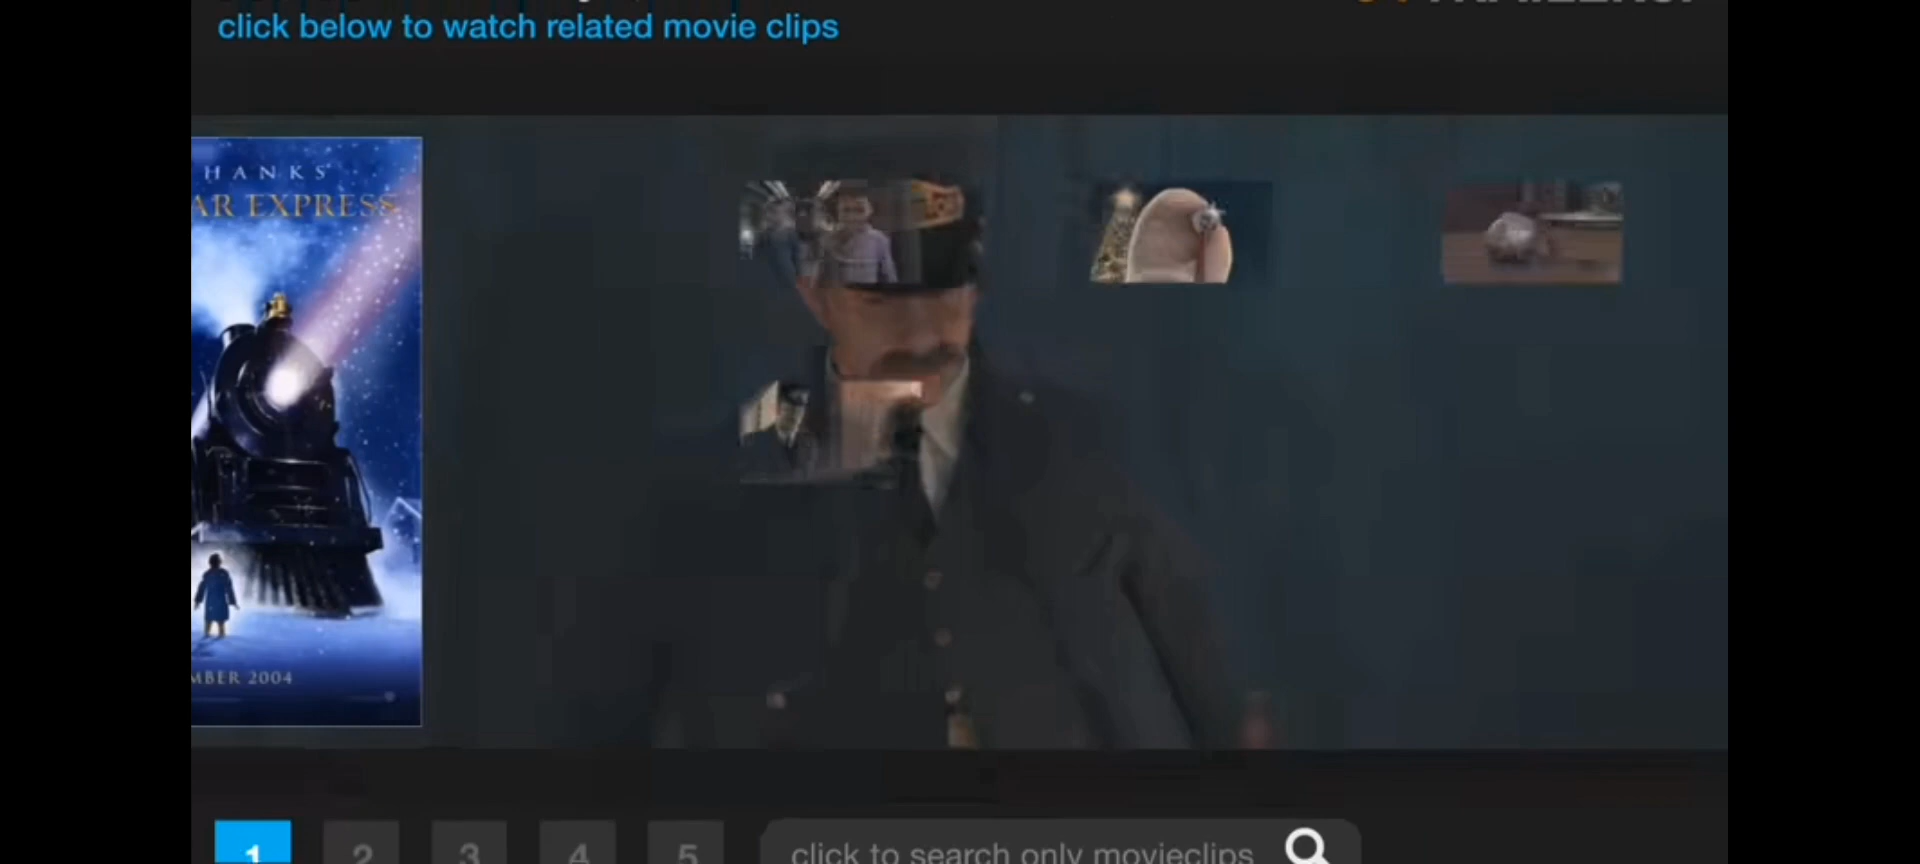 click below to watch related movie clips
HANKS
AR EXPRESS
MBER 2004
1
2
3
4
5
click to search only movieclips